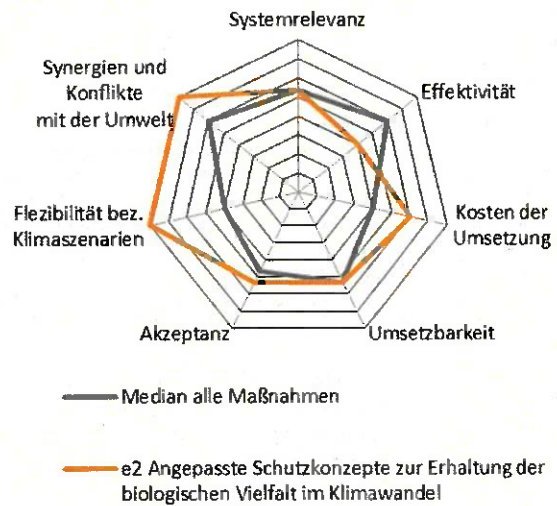 Systemrelevanz
Synergien und
Konflikte
mit der Umwelt
Effektivität
Flezibilität bez.
Klimaszenarien
Kosten der
Umsetzung
Akzeptanz
Umsetzbarkeit
Median alle Maßnahmen
e2 Angepasste Schutzkonzepte zur Erhaltung der
biologischen Vielfalt im Klimawandel